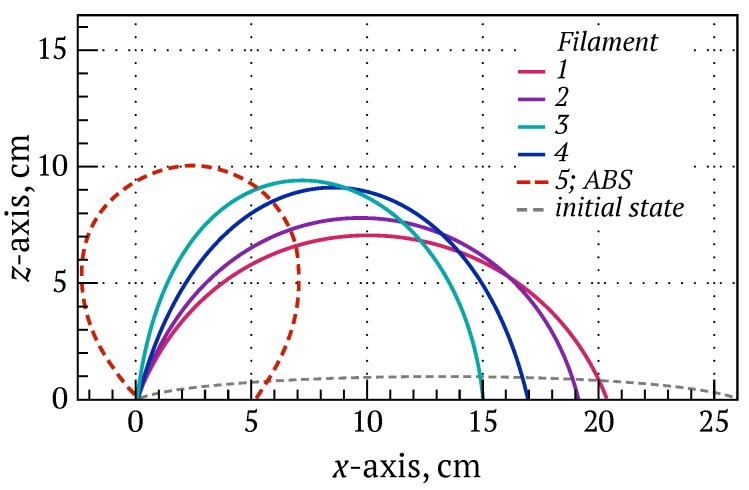 Filament
1
2
3
4
5; ABS
initial state
15
10
5
0
z-axis, cm
0 5 10 15 20 25
x-axis, cm